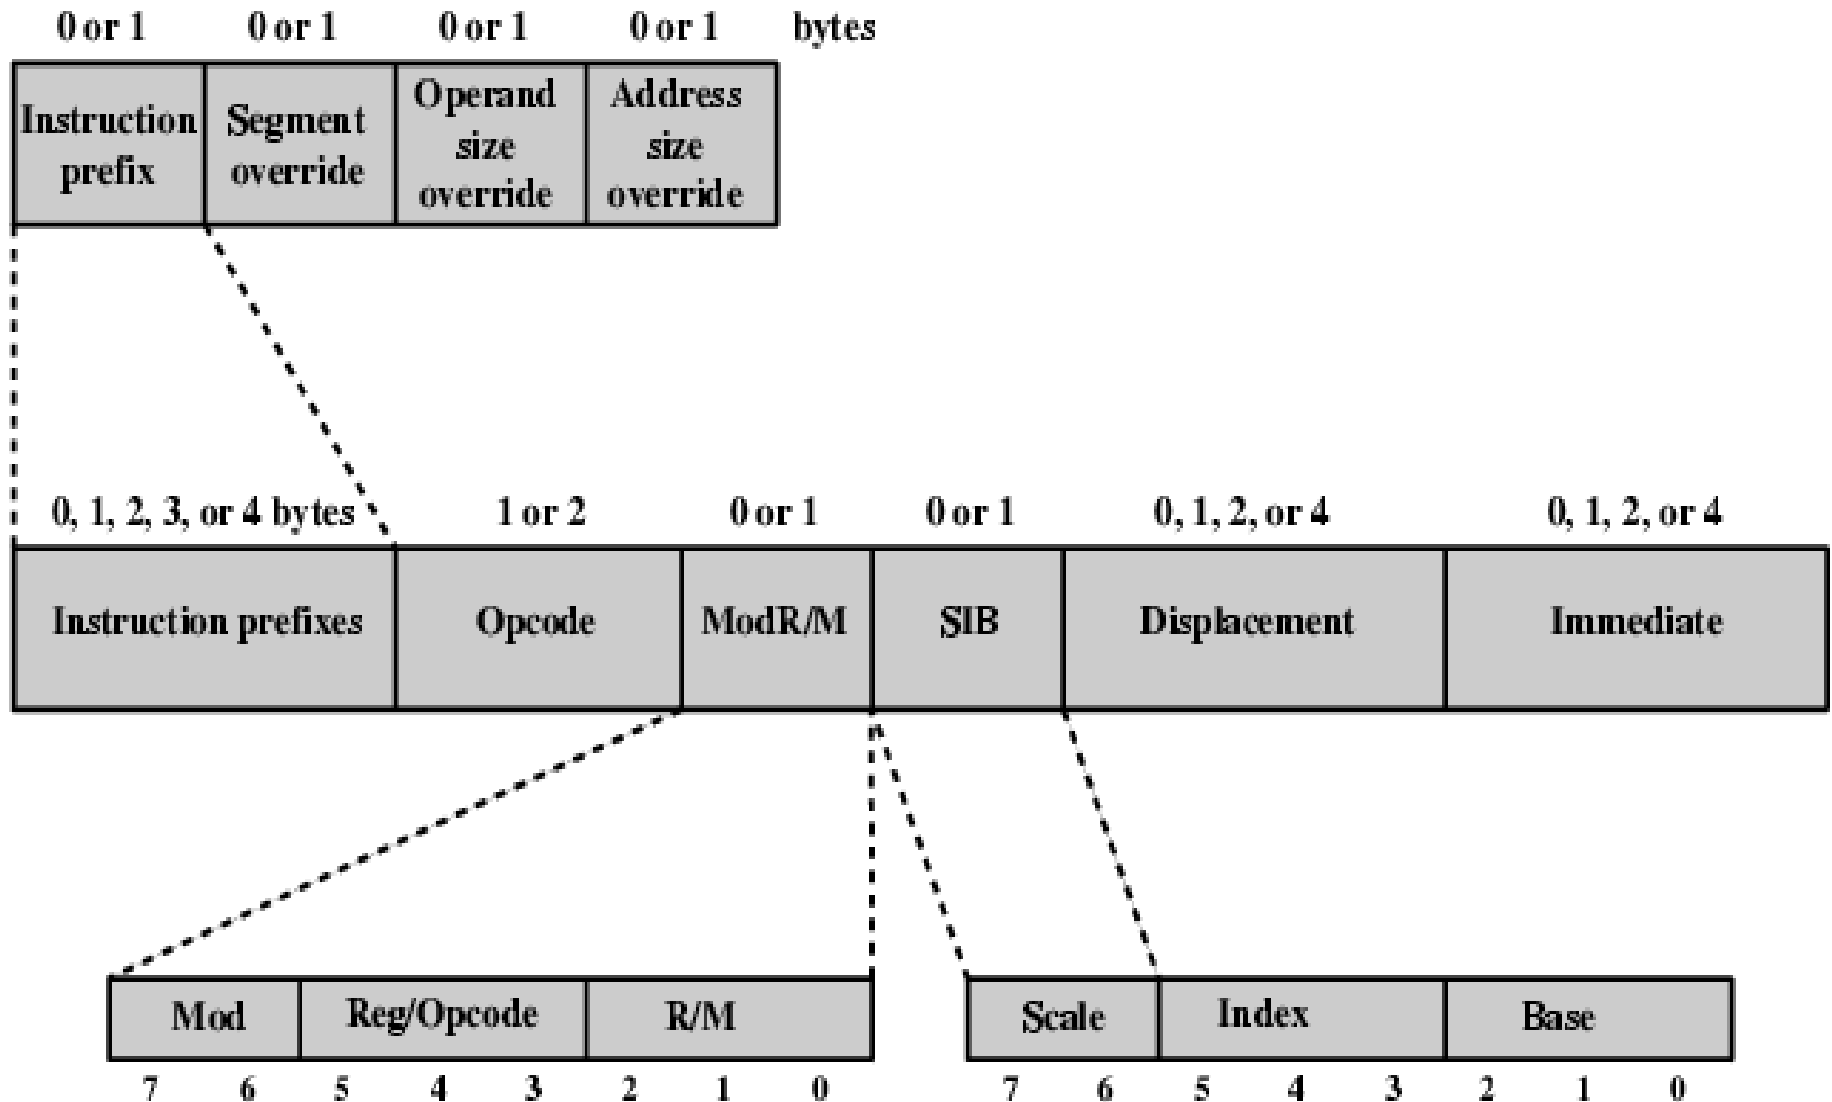 0 or 1 0 or 1 0 or 1 0 or 1 bytes
Instruction prefix
Segment override
Operand size override
Address size override
0, 1, 2, 3, or 4 bytes 1 or 2 0 or 1 0 or 1 0, 1, 2, or 4 0, 1, 2, or 4
Instruction prefixes Opcode ModR/M SIB Displacement Immediate
Mod Reg/Opcode R/M Scale Index Base
7 6 5 4 3 2 1 0 7 6 5 4 3 2 1 0